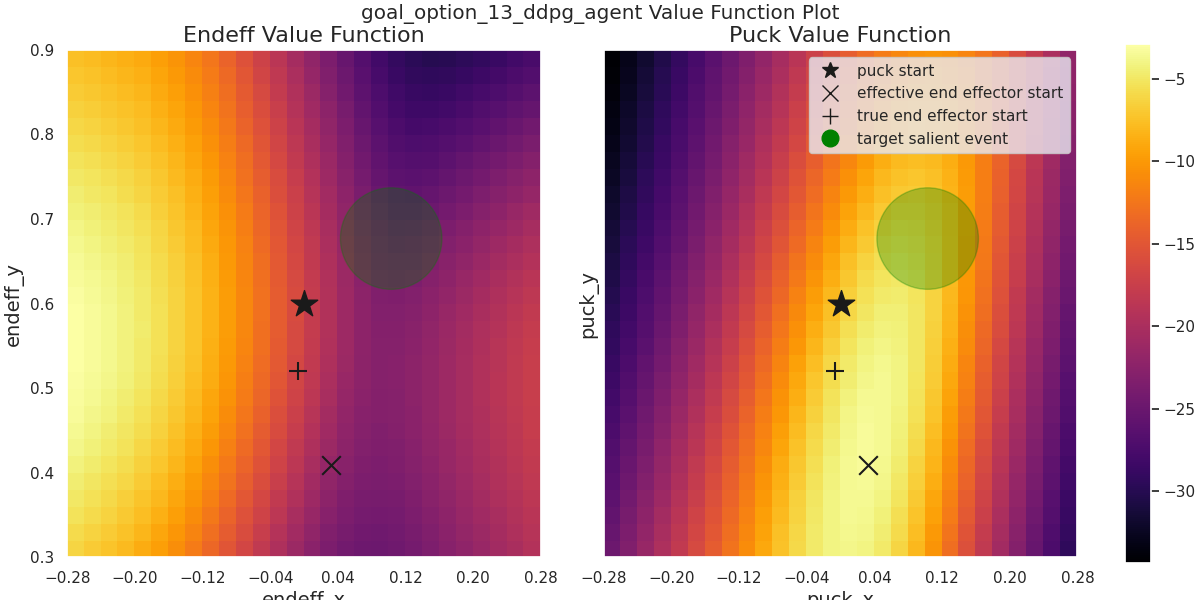 goal_option_13_ddpg_agent Value Function Plot
Endeff Value Function
Puck Value Function
puck start
effective end effector start
true end effector start
target salient event
endeff_y
0.9
0.8
0.7
0.6
0.5
0.4
0.3
−0.28 −0.20 −0.12 −0.04 0.04 0.12 0.20 0.28
endeff_x
puck_y
−0.28 −0.20 −0.12 −0.04 0.04 0.12 0.20 0.28
puck_x
−5
−10
−15
−20
−25
−30